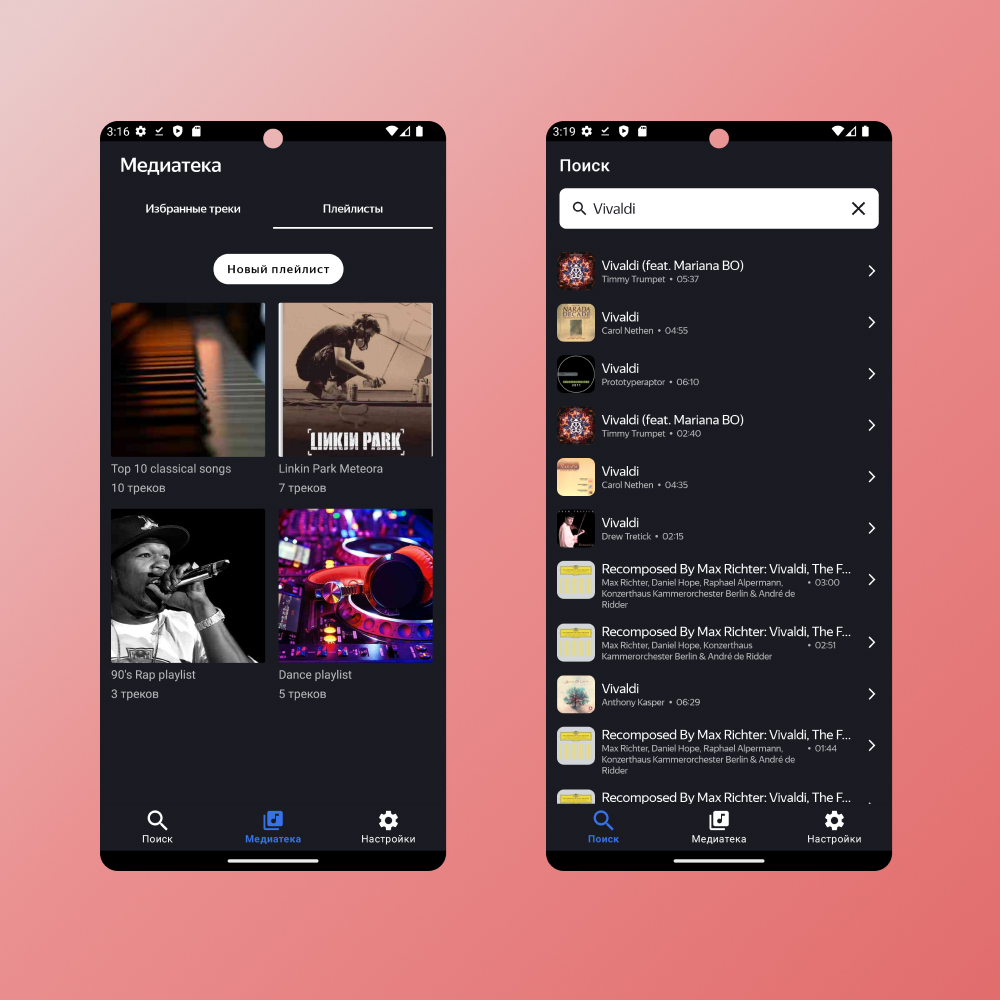 3:16
Медиатека
Избранные треки
Плейлисты
Новый плейлист
LINKIN PARK
Top 10 classical songs
10 треков
Linkin Park Meteora
7 треков
90's Rap playlist
3 треков
Dance playlist
5 треков
Поиск
Медиатека
Настройки
3:19
Поиск
Vivaldi
Vivaldi (feat. Mariana BO)
Timmy Trumpet • 05:37
NARADA
DECADE
Vivaldi
Carol Nethen • 04:55
Vivaldi
Prototyperaptor • 06:10
Vivaldi (feat. Mariana BO)
Timmy Trumpet • 02:40
Vivaldi
Carol Nethen • 04:35
Vivaldi
Drew Tretick • 02:15
Recomposed By Max Richter: Vivaldi, The F...
Max Richter, Daniel Hope, Raphael Alpermann, • 03:00
Konzerthaus Kammerorchester Berlin & André de
Ridder
Recomposed By Max Richter: Vivaldi, The F...
Max Richter, Daniel Hope, Konzerthaus • 02:51
Kammerorchester Berlin & André de Ridder
Vivaldi
Anthony Kasper • 06:29
Recomposed By Max Richter: Vivaldi, The F...
Max Richter, Daniel Hope, Raphael Alpermann, • 01:44
Konzerthaus Kammerorchester Berlin & André de
Ridder
Recomposed By Max Richter: Vivaldi, The F...
Поиск
Медиатека
Настройки